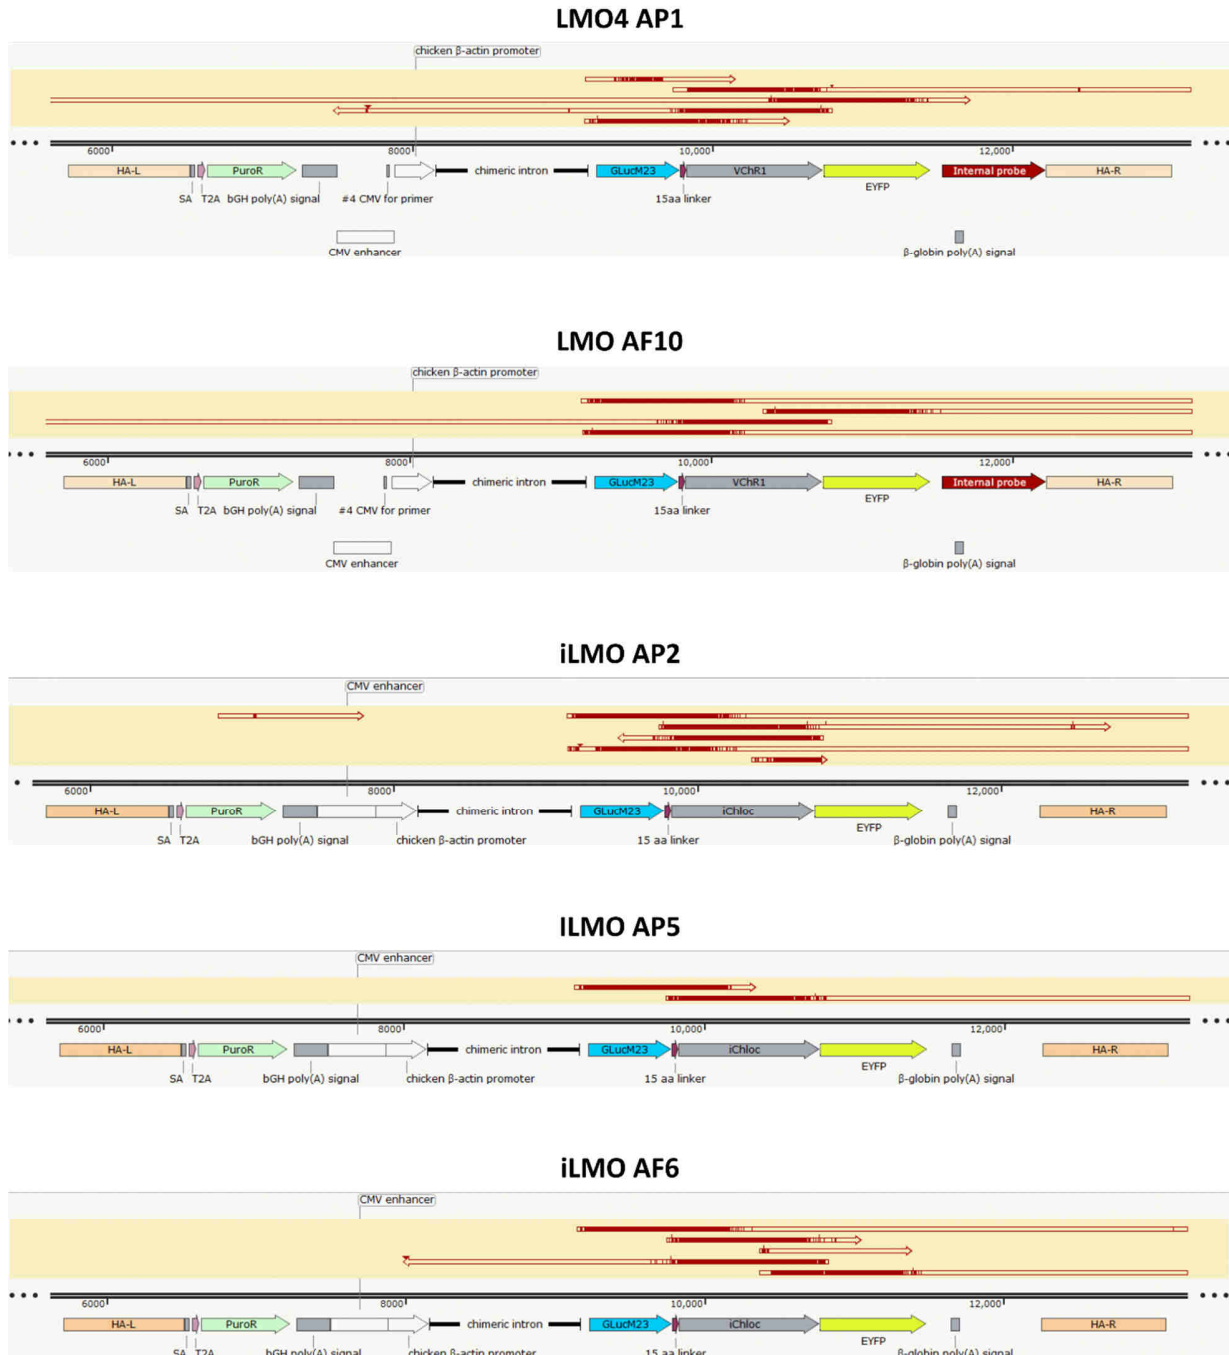 LMO4 AP1
chicken β-actin promoter
6000 8000 10,000 12,000
HA-L PuroR chimeric intron GLucM23 VChR1 EYFP Internal probe HA-R
SA T2A bGH poly(A) signal #4 CMV for primer 15aa linker
CMV enhancer β-globin poly(A) signal
LMO AF10
chicken β-actin promoter
6000 8000 10,000 12,000
HA-L PuroR chimeric intron GLucM23 VChR1 EYFP Internal probe HA-R
SA T2A bGH poly(A) signal #4 CMV for primer 15aa linker
CMV enhancer β-globin poly(A) signal
iLMO AP2
CMV enhancer
6000 8000 10,000 12,000
HA-L PuroR chimeric intron GLucM23 iChloc EYFP HA-R
SA T2A bGH poly(A) signal chicken β-actin promoter 15 aa linker β-globin poly(A) signal
ILMO AP5
CMV enhancer
6000 8000 10,000 12,000
HA-L PuroR chimeric intron GLucM23 iChloc EYFP HA-R
SA T2A bGH poly(A) signal chicken β-actin promoter 15 aa linker β-globin poly(A) signal
iLMO AF6
CMV enhancer
6000 8000 10,000 12,000
HA-L PuroR chimeric intron GLucM23 iChloc EYFP HA-R
SA T2A bGH poly(A) signal chicken β-actin promoter 15 aa linker β-globin poly(A) signal